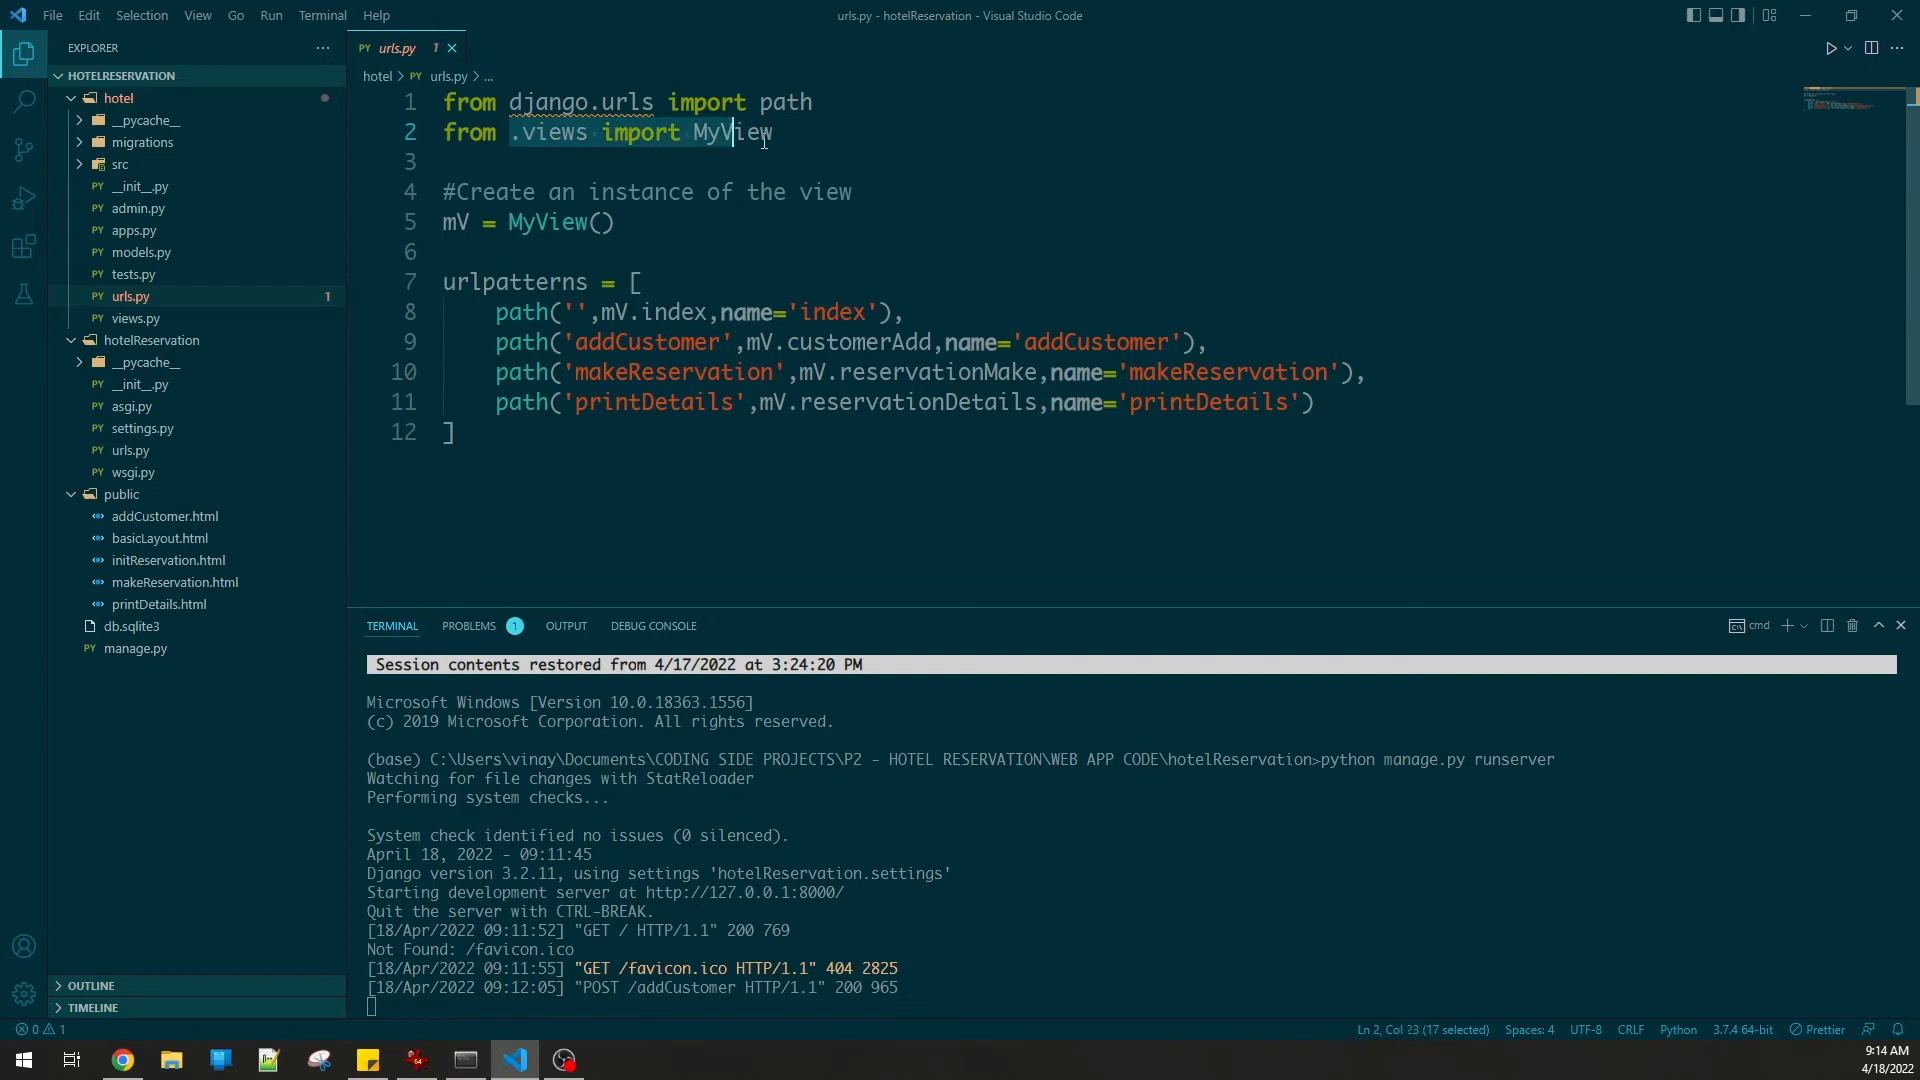 File Edit Selection View Go Run Terminal Help
urls.py - hotelReservation - Visual Studio Code
EXPLORER
HOTELRESERVATION
hotel
__pycache__
migrations
src
__init__.py
admin.py
apps.py
models.py
tests.py
urls.py 1
views.py
hotelReservation
__pycache__
__init__.py
asgi.py
settings.py
urls.py
wsgi.py
public
addCustomer.html
basicLayout.html
initReservation.html
makeReservation.html
printDetails.html
db.sqlite3
manage.py
OUTLINE
TIMELINE
PY urls.py 1
hotel > PY urls.py > ...
1 from django.urls import path
2 from .views import MyView
3
4 #Create an instance of the view
5 mV = MyView()
6
7 urlpatterns = [
8 path('',mV.index,name='index'),
9 path('addCustomer',mV.customerAdd,name='addCustomer'),
10 path('makeReservation',mV.reservationMake,name='makeReservation'),
11 path('printDetails',mV.reservationDetails,name='printDetails')
12 ]
TERMINAL PROBLEMS 1 OUTPUT DEBUG CONSOLE
cmd
Session contents restored from 4/17/2022 at 3:24:20 PM
Microsoft Windows [Version 10.0.18363.1556]
(c) 2019 Microsoft Corporation. All rights reserved.
(base) C:\Users\vinay\Documents\CODING SIDE PROJECTS\P2 - HOTEL RESERVATION\WEB APP CODE\hotelReservation>python manage.py runserver
Watching for file changes with StatReloader
Performing system checks...
System check identified no issues (0 silenced).
April 18, 2022 - 09:11:45
Django version 3.2.11, using settings 'hotelReservation.settings'
Starting development server at http://127.0.0.1:8000/
Quit the server with CTRL-BREAK.
[18/Apr/2022 09:11:52] "GET / HTTP/1.1" 200 769
Not Found: /favicon.ico
[18/Apr/2022 09:11:55] "GET /favicon.ico HTTP/1.1" 404 2825
[18/Apr/2022 09:12:05] "POST /addCustomer HTTP/1.1" 200 965
0 1
Ln 2, Col 23 (17 selected) Spaces: 4 UTF-8 CRLF Python 3.7.4 64-bit Prettier
9:14 AM
4/18/2022